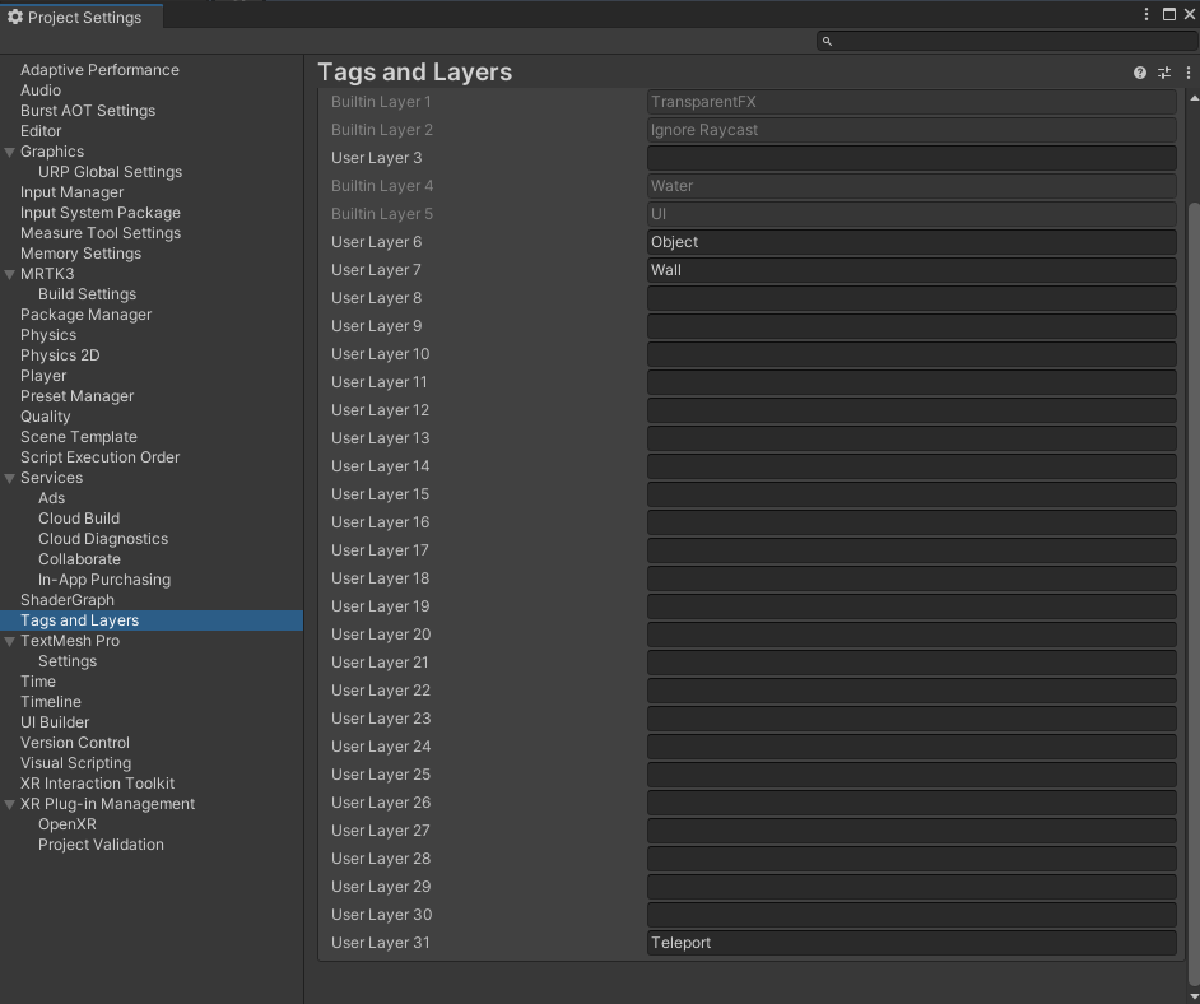 Project Settings
Adaptive Performance
Audio
Burst AOT Settings
Editor
Graphics
URP Global Settings
Input Manager
Input System Package
Measure Tool Settings
Memory Settings
MRTK3
Build Settings
Package Manager
Physics
Physics 2D
Player
Preset Manager
Quality
Scene Template
Script Execution Order
Services
Ads
Cloud Build
Cloud Diagnostics
Collaborate
In-App Purchasing
ShaderGraph
Tags and Layers
TextMesh Pro
Settings
Time
Timeline
UI Builder
Version Control
Visual Scripting
XR Interaction Toolkit
XR Plug-in Management
OpenXR
Project Validation
Tags and Layers
Builtin Layer 1 TransparentFX
Builtin Layer 2 Ignore Raycast
User Layer 3
Builtin Layer 4 Water
Builtin Layer 5 UI
User Layer 6 Object
User Layer 7 Wall
User Layer 8
User Layer 9
User Layer 10
User Layer 11
User Layer 12
User Layer 13
User Layer 14
User Layer 15
User Layer 16
User Layer 17
User Layer 18
User Layer 19
User Layer 20
User Layer 21
User Layer 22
User Layer 23
User Layer 24
User Layer 25
User Layer 26
User Layer 27
User Layer 28
User Layer 29
User Layer 30
User Layer 31 Teleport